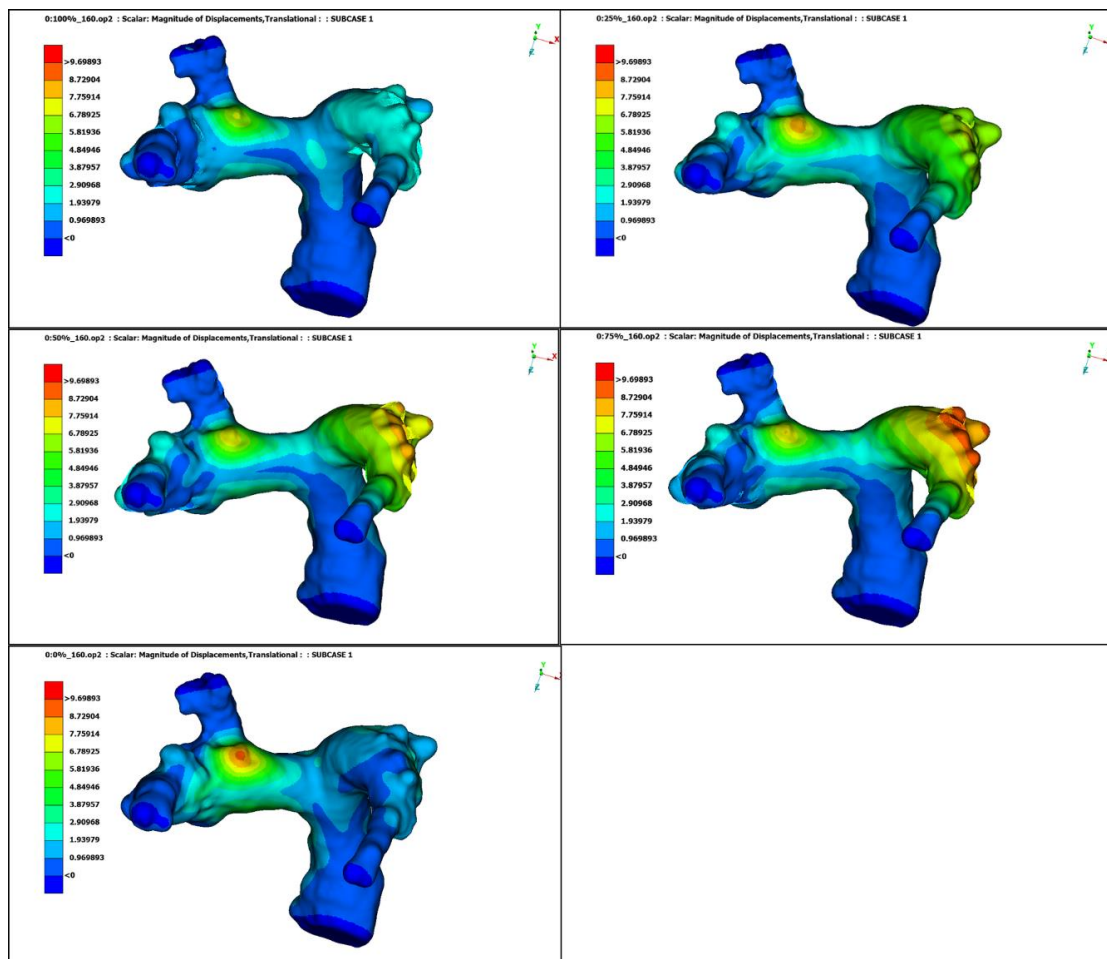 0:100%_160.op2 : Scalar: Magnitude of Displacements,Translational : : SUBCASE 1
>9.69893
8.72904
7.75914
6.78925
5.81936
4.84946
3.87957
2.90968
1.93979
0.969893
<0
Y
X
Z
0:25%_160.op2 : Scalar: Magnitude of Displacements,Translational : : SUBCASE 1
>9.69893
8.72904
7.75914
6.78925
5.81936
4.84946
3.87957
2.90968
1.93979
0.969893
<0
Y
X
Z
0:50%_160.op2 : Scalar: Magnitude of Displacements,Translational : : SUBCASE 1
>9.69893
8.72904
7.75914
6.78925
5.81936
4.84946
3.87957
2.90968
1.93979
0.969893
<0
Y
X
Z
0:75%_160.op2 : Scalar: Magnitude of Displacements,Translational : : SUBCASE 1
>9.69893
8.72904
7.75914
6.78925
5.81936
4.84946
3.87957
2.90968
1.93979
0.969893
<0
Y
X
Z
0:0%_160.op2 : Scalar: Magnitude of Displacements,Translational : : SUBCASE 1
>9.69893
8.72904
7.75914
6.78925
5.81936
4.84946
3.87957
2.90968
1.93979
0.969893
<0
Y
X
Z